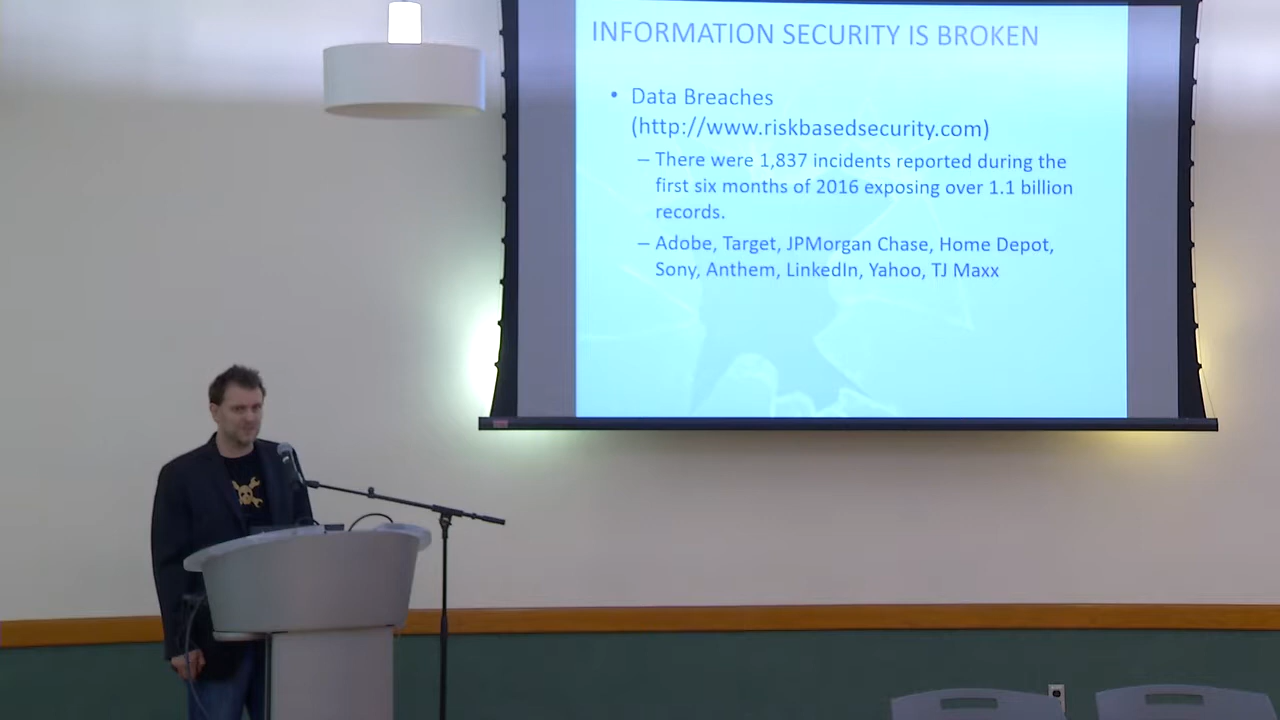 INFORMATION SECURITY IS BROKEN
• Data Breaches
(http://www.riskbasedsecurity.com)
– There were 1,837 incidents reported during the
first six months of 2016 exposing over 1.1 billion
records.
– Adobe, Target, JPMorgan Chase, Home Depot,
Sony, Anthem, LinkedIn, Yahoo, TJ Maxx